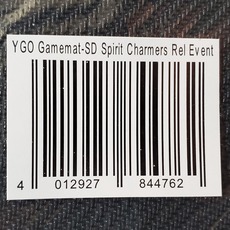 YGO Gamemat-SD Spirit Charmers Rel Event
4 012927 844762